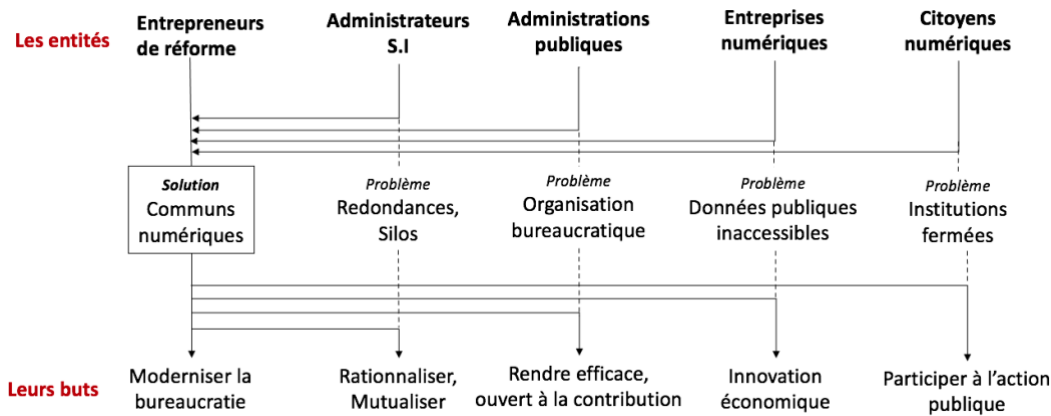 Les entités
Entrepreneurs
de réforme
Administrateurs
S.I
Administrations
publiques
Entreprises
numériques
Citoyens
numériques
Solution
Communs
numériques
Problème
Redondances,
Silos
Problème
Organisation
bureaucratique
Problème
Données publiques
inaccessibles
Problème
Institutions
fermées
Leurs buts
Moderniser la
bureaucratie
Rationnaliser,
Mutualiser
Rendre efficace,
ouvert à la contribution
Innovation
économique
Participer à l’action
publique